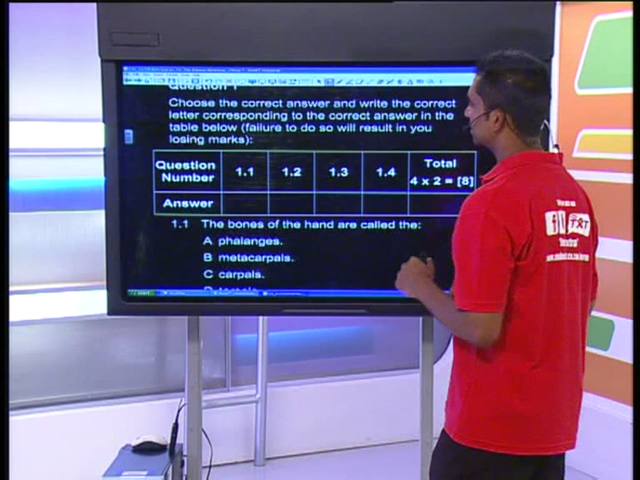 Question 1
Choose the correct answer and write the correct
letter corresponding to the correct answer in the
table below (failure to do so will result in you
losing marks):
Question Number 1.1 1.2 1.3 1.4 Total 4 x 2 = [8]
Answer
1.1 The bones of the hand are called the:
A phalanges.
B metacarpals.
C carpals.